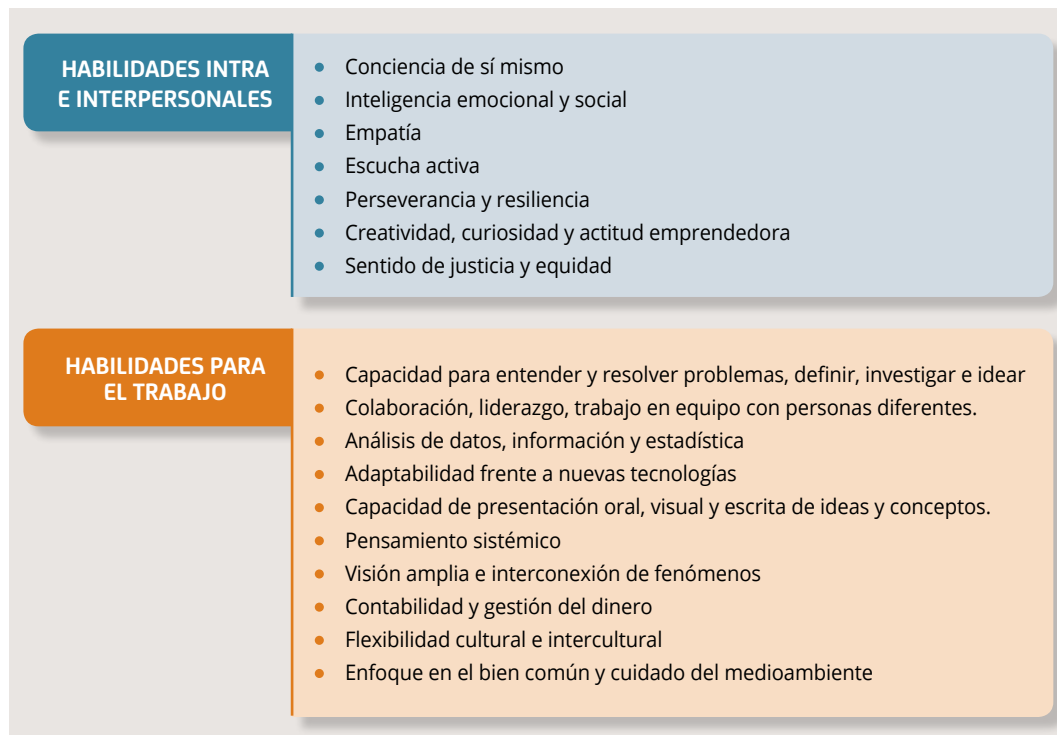 HABILIDADES INTRA
E INTERPERSONALES
• Conciencia de sí mismo
• Inteligencia emocional y social
• Empatía
• Escucha activa
• Perseverancia y resiliencia
• Creatividad, curiosidad y actitud emprendedora
• Sentido de justicia y equidad
HABILIDADES PARA
EL TRABAJO
• Capacidad para entender y resolver problemas, definir, investigar e idear
• Colaboración, liderazgo, trabajo en equipo con personas diferentes.
• Análisis de datos, información y estadística
• Adaptabilidad frente a nuevas tecnologías
• Capacidad de presentación oral, visual y escrita de ideas y conceptos.
• Pensamiento sistémico
• Visión amplia e interconexión de fenómenos
• Contabilidad y gestión del dinero
• Flexibilidad cultural e intercultural
• Enfoque en el bien común y cuidado del medioambiente